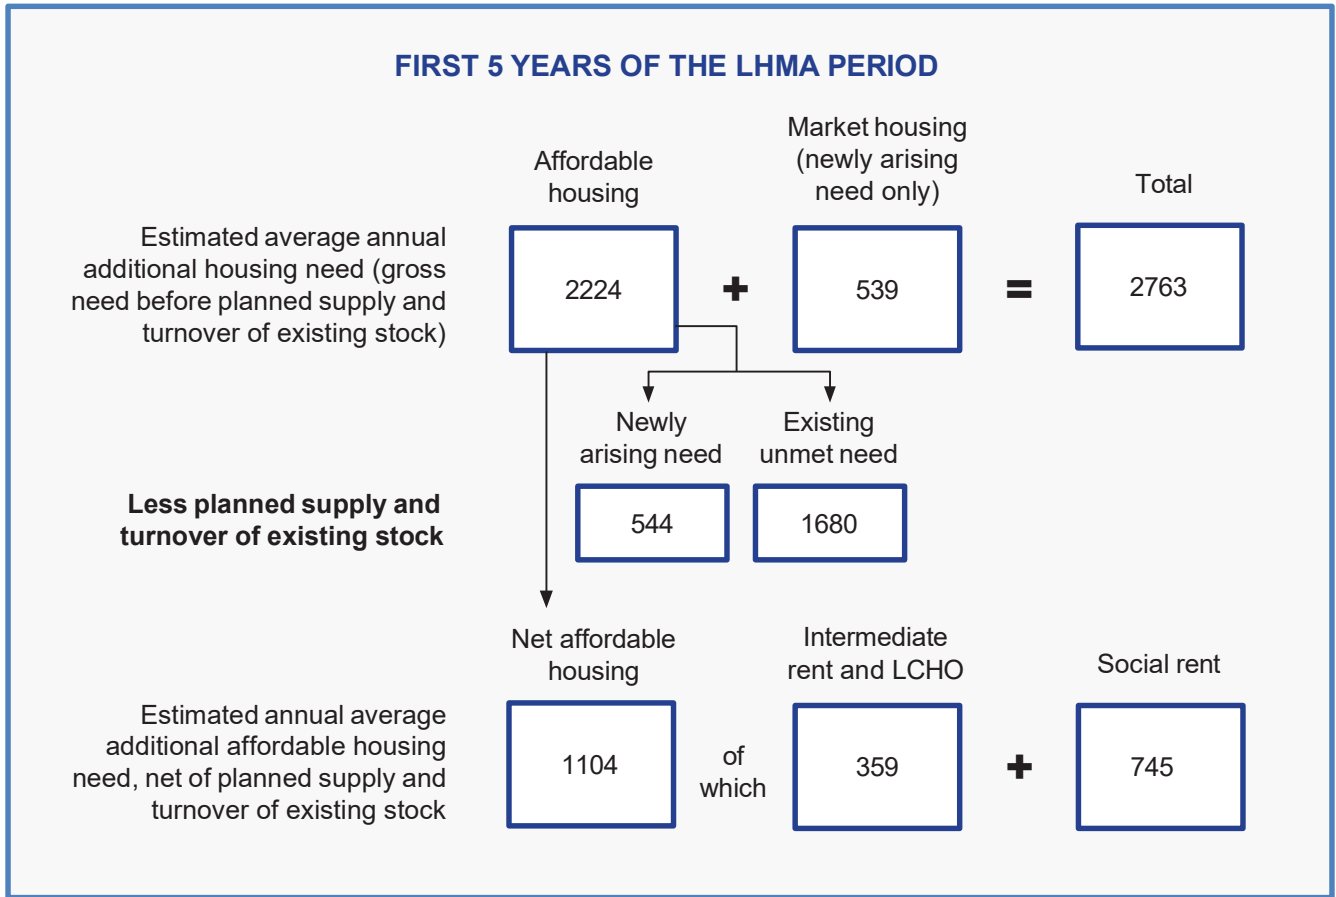 FIRST 5 YEARS OF THE LHMA PERIOD
Affordable
housing
Market housing
(newly arising
need only)
Total
Estimated average annual
additional housing need (gross
need before planned supply and
turnover of existing stock)
2224
+
539
=
2763
Newly
arising need
Existing
unmet need
Less planned supply and
turnover of existing stock
544
1680
Net affordable
housing
Intermediate
rent and LCHO
Social rent
Estimated annual average
additional affordable housing
need, net of planned supply and
turnover of existing stock
1104
of
which
359
+
745